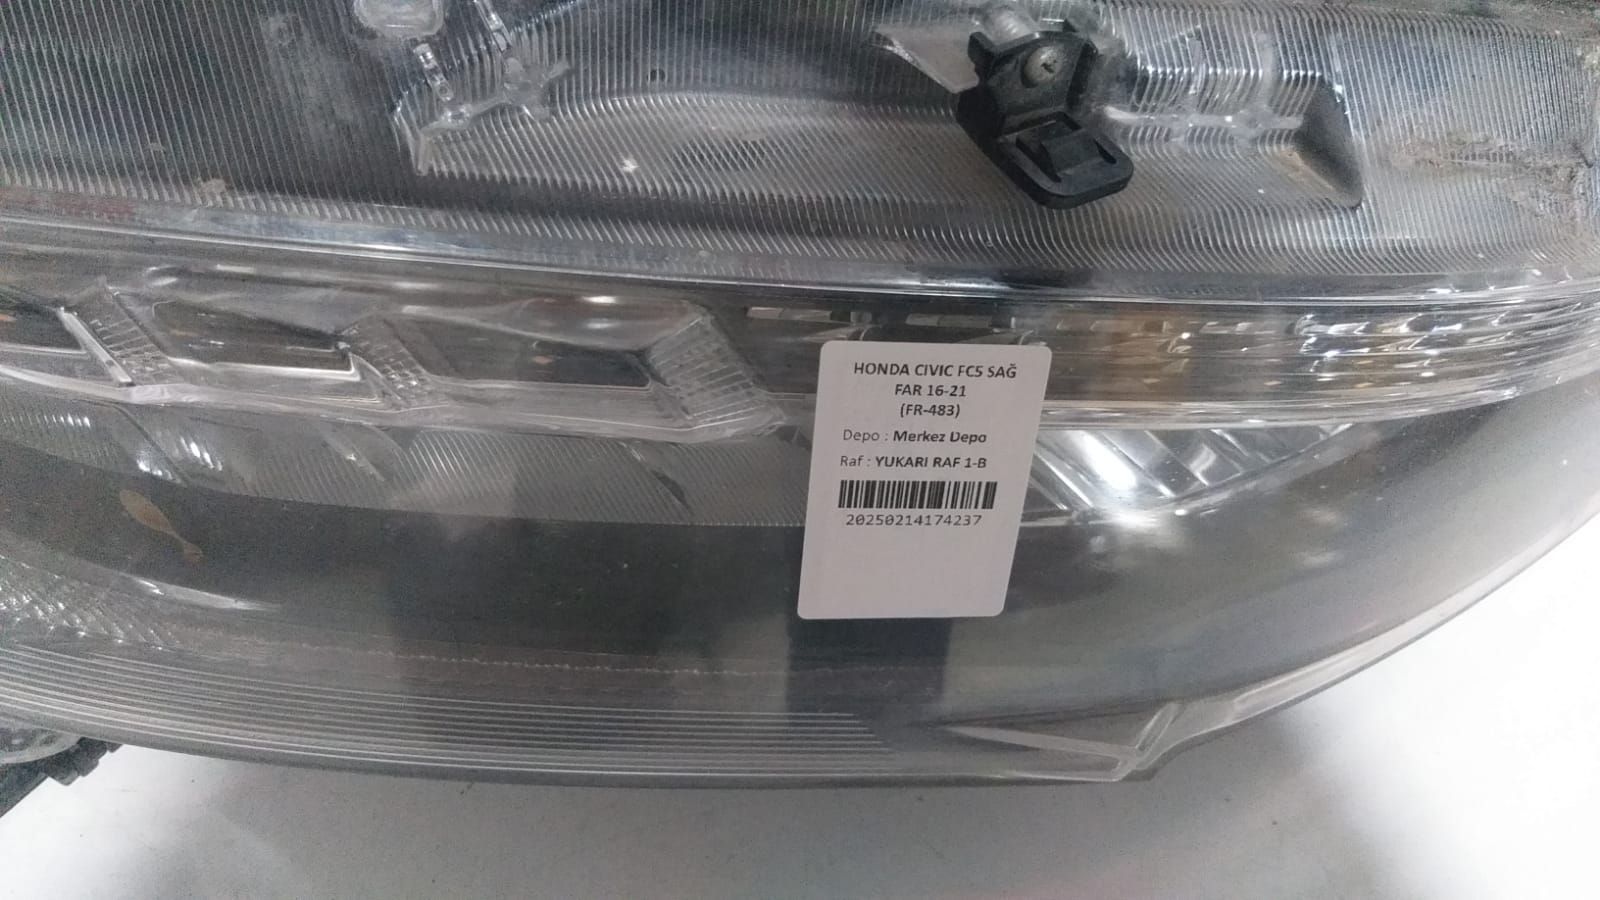 HONDA CIVIC FC5 SAĞ
FAR 16-21
(FR-483)
Depo : Merkez Depo
Raf : YUKARI RAF 1-B
20250214174237